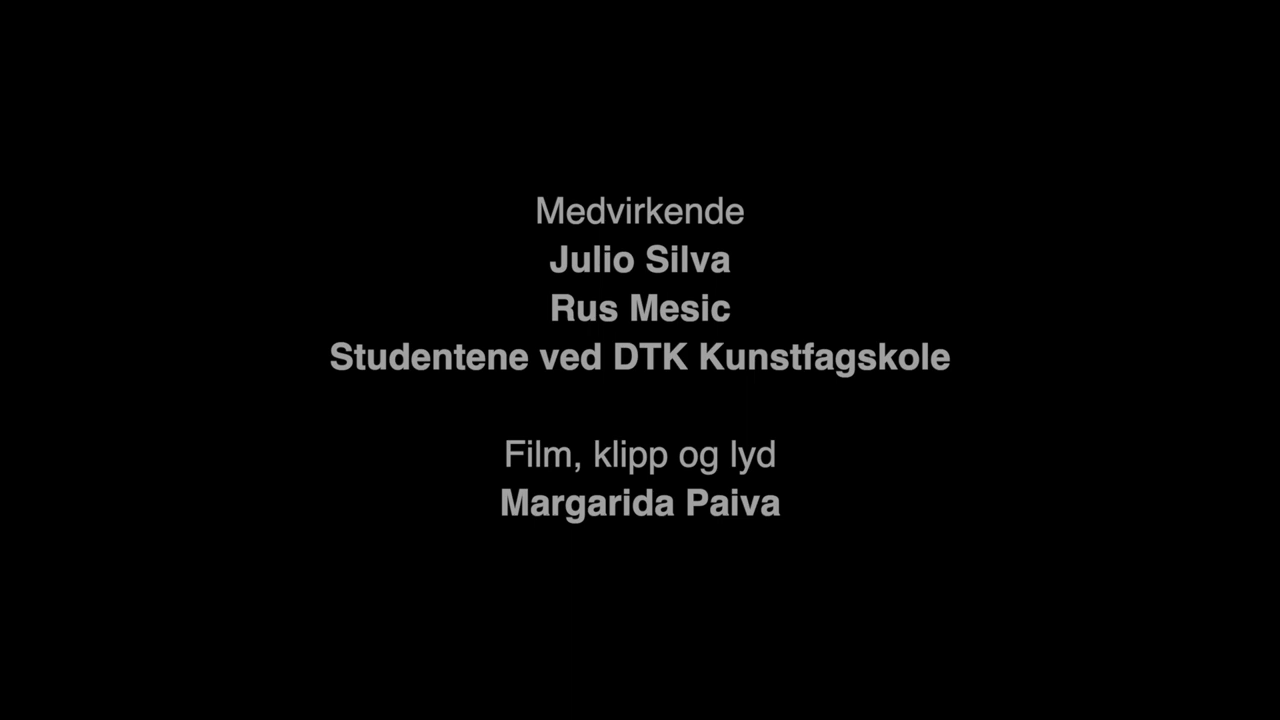 Medvirkende
Julio Silva
Rus Mesic
Studentene ved DTK Kunstfagskole
Film, klipp og lyd
Margarida Paiva